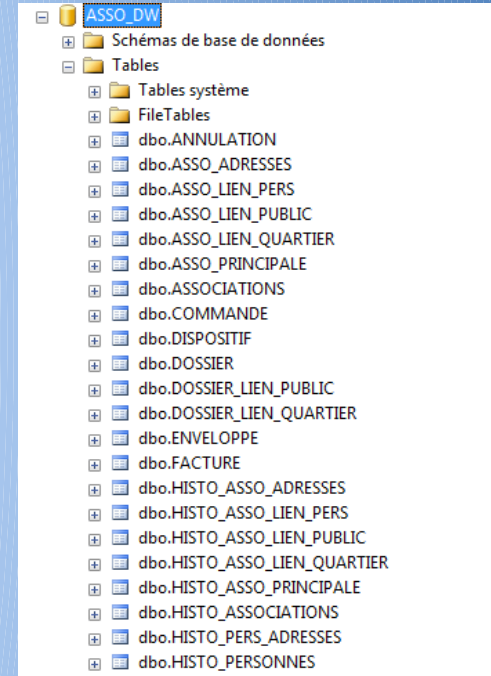 ASSO_DW
Schémas de base de données
Tables
Tables système
FileTables
dbo.ANNULATION
dbo.ASSO_ADRESSES
dbo.ASSO_LIEN_PERS
dbo.ASSO_LIEN_PUBLIC
dbo.ASSO_LIEN_QUARTIER
dbo.ASSO_PRINCIPALE
dbo.ASSOCIATIONS
dbo.COMMANDE
dbo.DISPOSITIF
dbo.DOSSIER
dbo.DOSSIER_LIEN_PUBLIC
dbo.DOSSIER_LIEN_QUARTIER
dbo.ENVELOPPE
dbo.FACTURE
dbo.HISTO_ASSO_ADRESSES
dbo.HISTO_ASSO_LIEN_PERS
dbo.HISTO_ASSO_LIEN_PUBLIC
dbo.HISTO_ASSO_LIEN_QUARTIER
dbo.HISTO_ASSO_PRINCIPALE
dbo.HISTO_ASSOCIATIONS
dbo.HISTO_PERS_ADRESSES
dbo.HISTO_PERSONNES